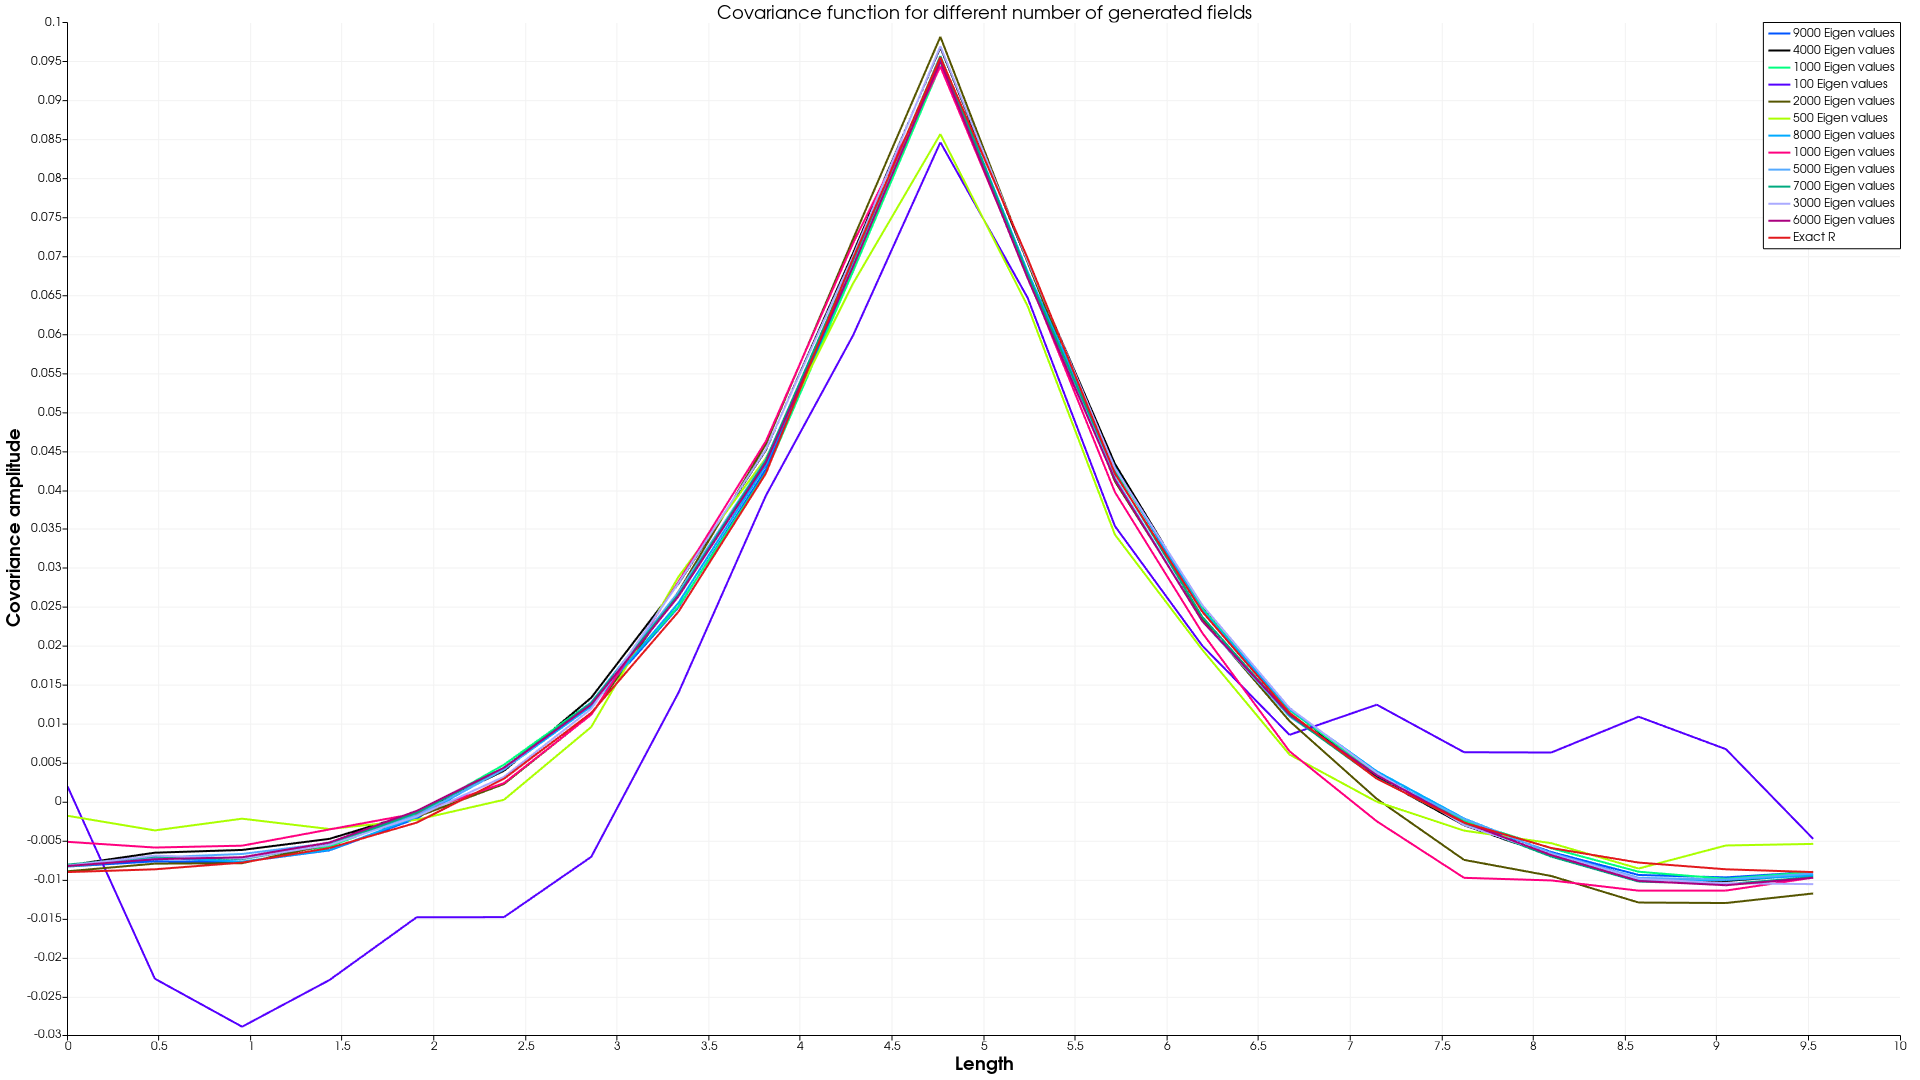 Covariance function for different number of generated fields
0.1
0.095
0.09
0.085
0.08
0.075
0.07
0.065
0.06
0.055
0.05
0.045
0.04
0.035
0.03
0.025
0.02
0.015
0.01
0.005
0
-0.005
-0.01
-0.015
-0.02
-0.025
-0.03
Covariance amplitude
9000 Eigen values
4000 Eigen values
1000 Eigen values
100 Eigen values
2000 Eigen values
500 Eigen values
8000 Eigen values
1000 Eigen values
5000 Eigen values
7000 Eigen values
3000 Eigen values
6000 Eigen values
Exact R
0 0.5 1 1.5 2 2.5 3 3.5 4 4.5 5 5.5 6 6.5 7 7.5 8 8.5 9 9.5 10
Length